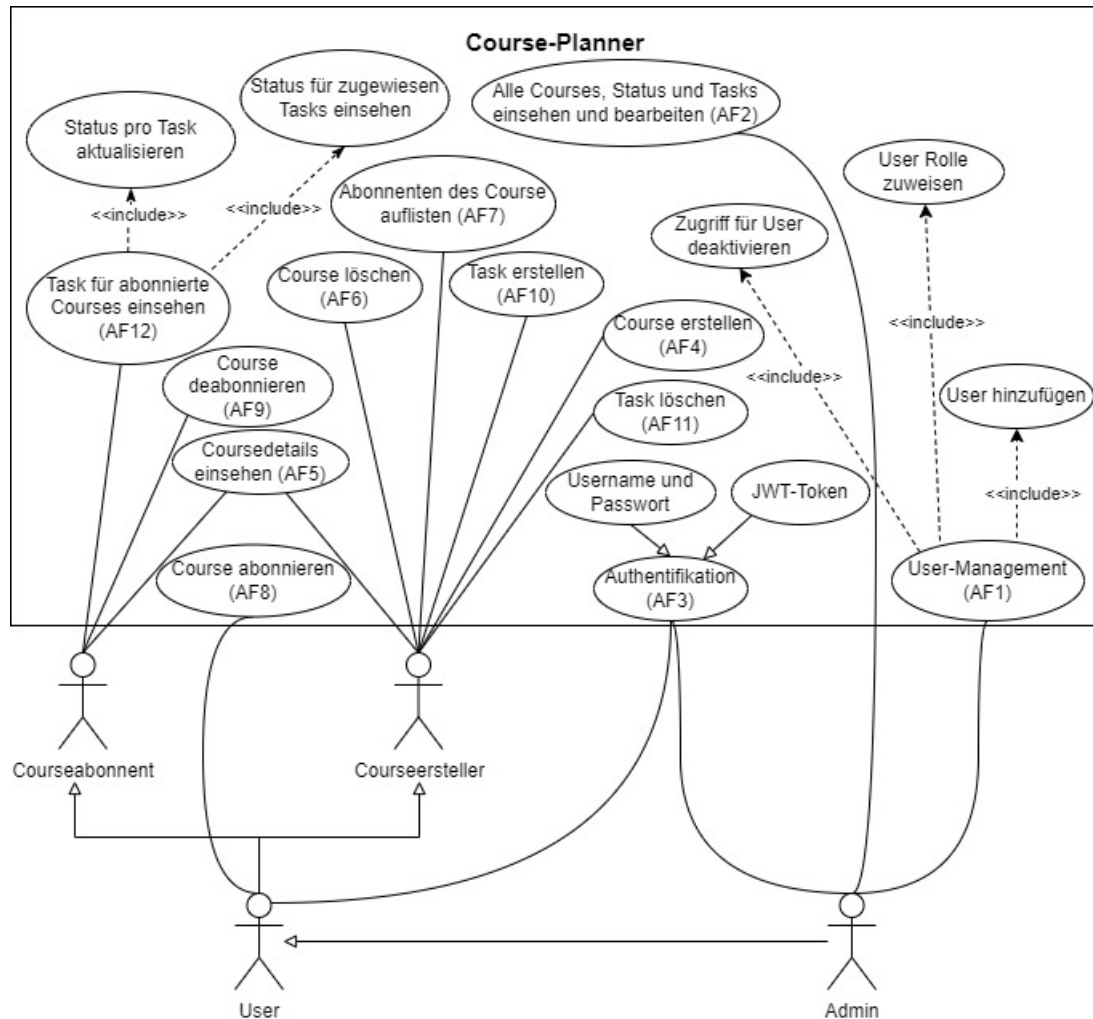 Course-Planner
Status für zugewiesen
Tasks einsehen
Alle Courses, Status und Tasks
einsehen und bearbeiten (AF2)
Status pro Task
aktualisieren
User Rolle
zuweisen
Abonnenten des Course
auflisten (AF7)
<<include>>
<<include>>
Zugriff für User
deaktivieren
Task für abonnierte
Courses einsehen
(AF12)
Course löschen
(AF6)
Task erstellen
(AF10)
Course erstellen
(AF4)
<<include>>
Course
deabonnieren
(AF9)
<<include>>
Task löschen
(AF11)
User hinzufügen
Coursedetails
einsehen (AF5)
Username und
Passwort
JWT-Token
<<include>>
Course abonnieren
(AF8)
Authentifikation
(AF3)
User-Management
(AF1)
Courseabonnent
Courseersteller
User
Admin